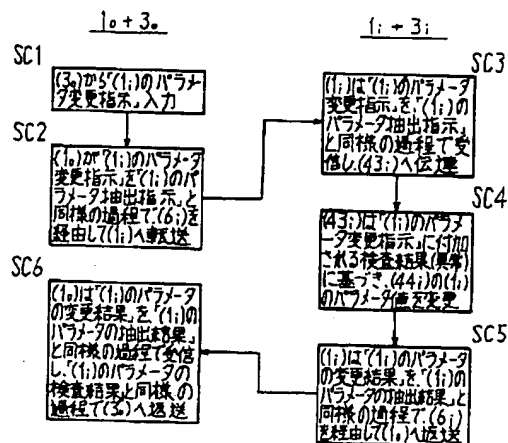 1o + 3o
1i + 3i
SC1
(3o)から「(1i)のパラメー
タ変更指示」入力
SC2
(1o)が「(1i)のパラメータ
変更指示」を「(1i)のパ
ラメータ抽出指示」と
同様の過程で、(6i)を
経由して(1i)へ転送
SC3
(1i)は「(1i)のパラメータ
変更指示」を、「(1i)の
パラメータ抽出指示」
と同様の過程で受
信し、(43i)へ伝達
SC4
(43i)は「(1i)のパラメ
ータ変更指示」に付加
される検査結果(異常)
に基づき、(44i)の(1i)
のパラメータ値を変更
SC5
(1i)は「(1i)のパラメータ
の変更結果」を、「(1i)の
パラメータの抽出結果」
と同様の過程で、(6i)
を経由して(1o)へ返送
SC6
(1o)は「(1i)のパラメータ
の変更結果」を「(1i)の
パラメータの抽出結果」
と同様の過程で受信
し、「(1i)のパラメータの
検査結果」と同様の
過程で(3o)へ返送